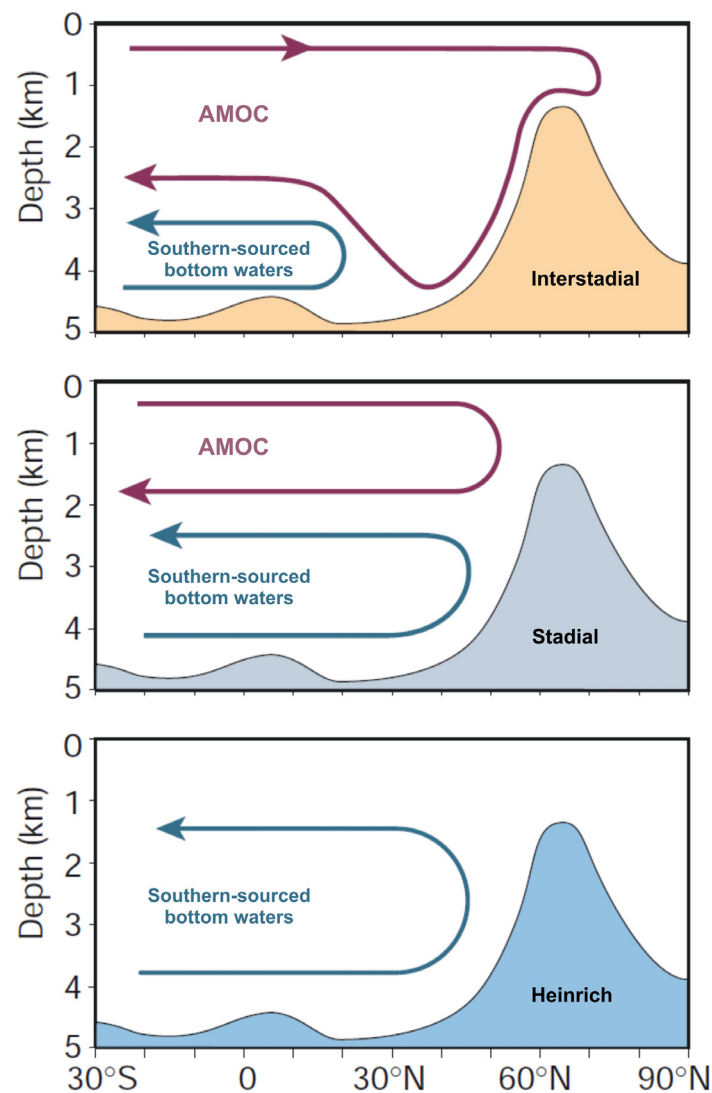 0
1
2
3
4
5
Depth (km)
AMOC
Southern-sourced
bottom waters
Interstadial
0
1
2
3
4
5
Depth (km)
AMOC
Southern-sourced
bottom waters
Stadial
0
1
2
3
4
5
Depth (km)
Southern-sourced
bottom waters
Heinrich
30°S 0 30°N 60°N 90°N